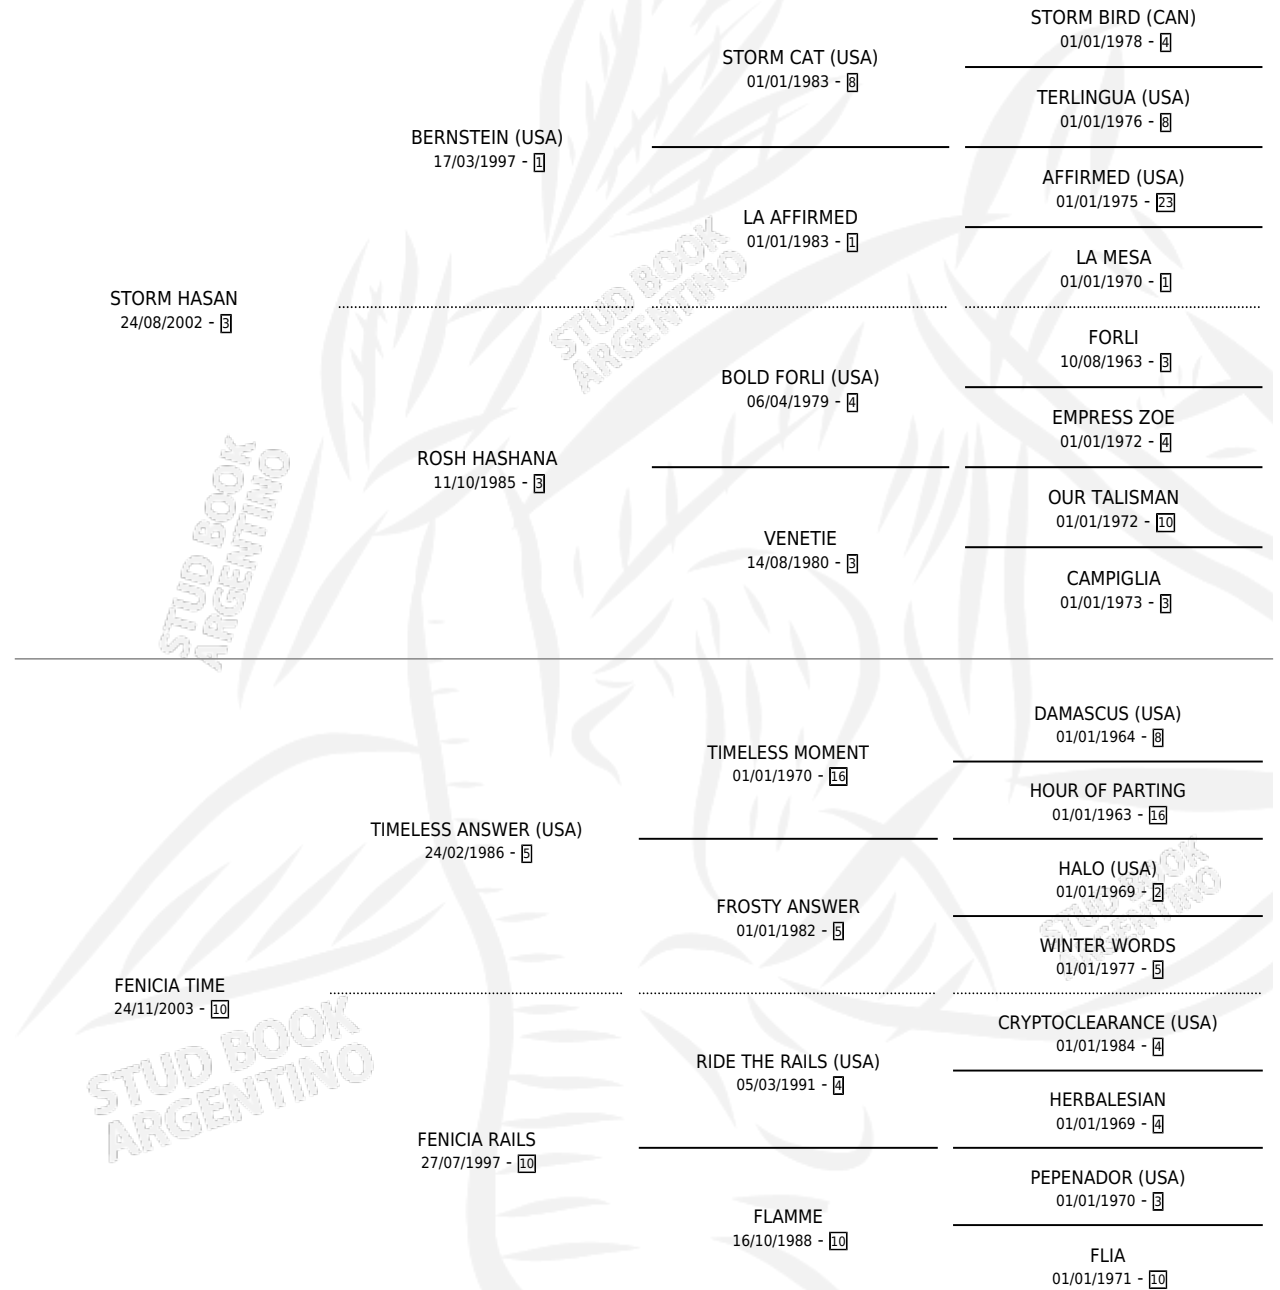 STORM BIRD (CAN)
01/01/1978 - 4
STORM CAT (USA)
01/01/1983 - 8
TERLINGUA (USA)
01/01/1976 - 8
BERNSTEIN (USA)
17/03/1997 - 1
AFFIRMED (USA)
01/01/1975 - 23
LA AFFIRMED
01/01/1983 - 1
LA MESA
01/01/1970 - 1
STORM HASAN
24/08/2002 - 3
FORLI
10/08/1963 - 3
BOLD FORLI (USA)
06/04/1979 - 4
EMPRESS ZOE
01/01/1972 - 4
ROSH HASHANA
11/10/1985 - 3
OUR TALISMAN
01/01/1972 - 10
VENETIE
14/08/1980 - 3
CAMPIGLIA
01/01/1973 - 3
DAMASCUS (USA)
01/01/1964 - 8
TIMELESS MOMENT
01/01/1970 - 16
HOUR OF PARTING
01/01/1963 - 16
TIMELESS ANSWER (USA)
24/02/1986 - 5
HALO (USA)
01/01/1969 - 2
FROSTY ANSWER
01/01/1982 - 5
WINTER WORDS
01/01/1977 - 5
FENICIA TIME
24/11/2003 - 10
CRYPTOCLEARANCE (USA)
01/01/1984 - 4
RIDE THE RAILS (USA)
05/03/1991 - 4
HERBALESIAN
01/01/1969 - 4
FENICIA RAILS
27/07/1997 - 10
PEPENADOR (USA)
01/01/1970 - 3
FLAMME
16/10/1988 - 10
FLIA
01/01/1971 - 10
STUD BOOK
ARGENTINO
STUD BOOK
ARGENTINO
STUD BOOK
ARGENTINO
STUD BOOK
ARGENTINO